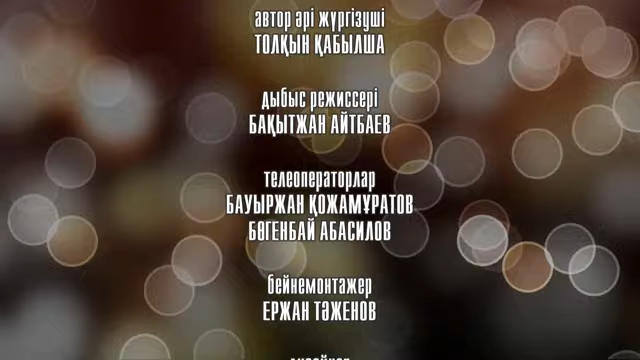 автор әрі жүргізуші
ТОЛҚЫН ҚАБЫЛША
дыбыс режиссері
БАҚЫТЖАН АЙТБАЕВ
телеоператорлар
БАУЫРЖАН ҚОЖАМҰРАТОВ
БӨГЕНБАЙ АБАСИЛОВ
бейнемонтажер
ЕРЖАН ТӘЖЕНОВ